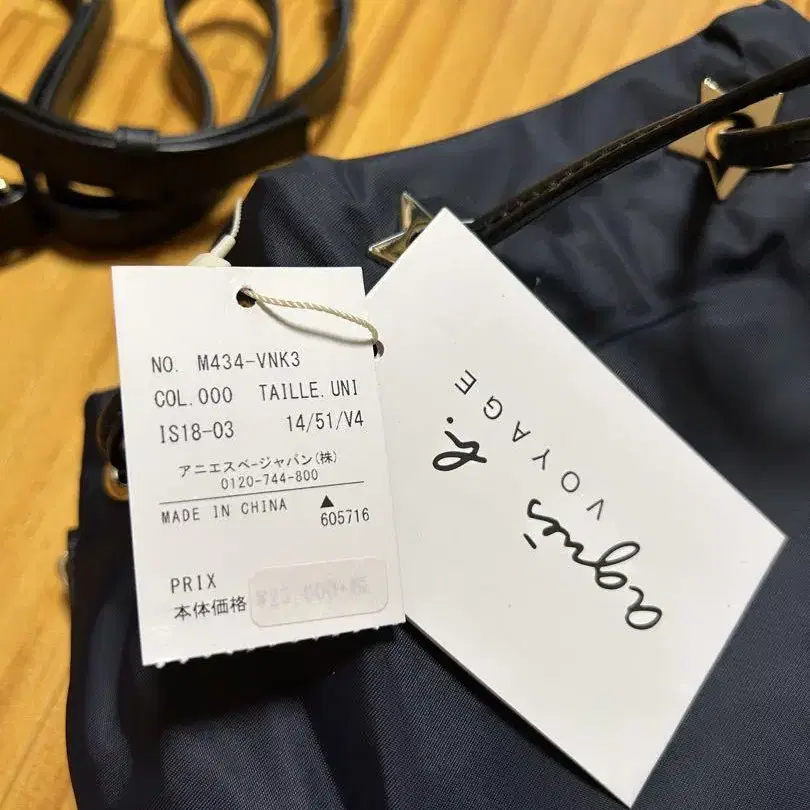 NO. M434-VNK3
COL.000 TAILLE.UNI
IS18-03 14/51/V4
アニエスベージャパン(株)
0120-744-800
MADE IN CHINA ▲
605716
PRIX
本体価格
agnès b.
VOYAGE